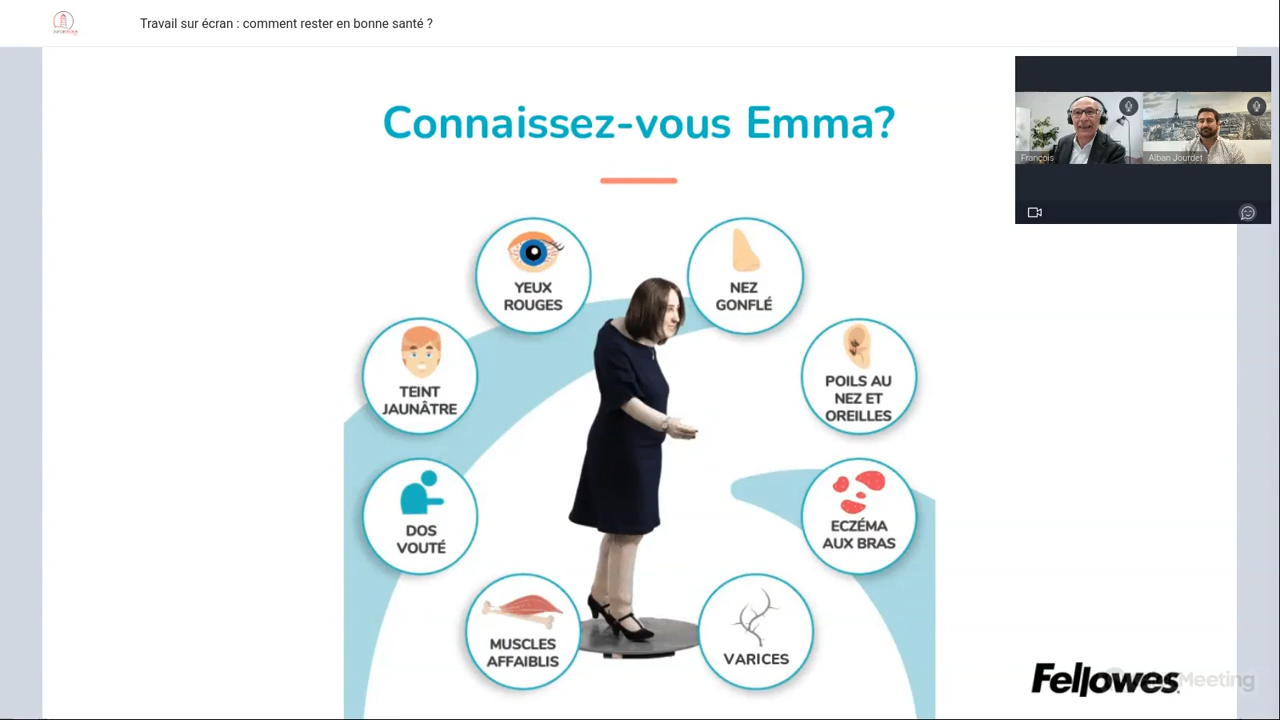 Travail sur écran : comment rester en bonne santé ?
Connaissez-vous Emma?
François
Alban Jourdet
YEUX
ROUGES
NEZ
GONFLÉ
TEINT
JAUNÂTRE
POILS AU
NEZ ET
OREILLES
DOS
VOUTÉ
ECZÉMA
AUX BRAS
MUSCLES
AFFAIBLIS
VARICES
Fellowes
Meeting